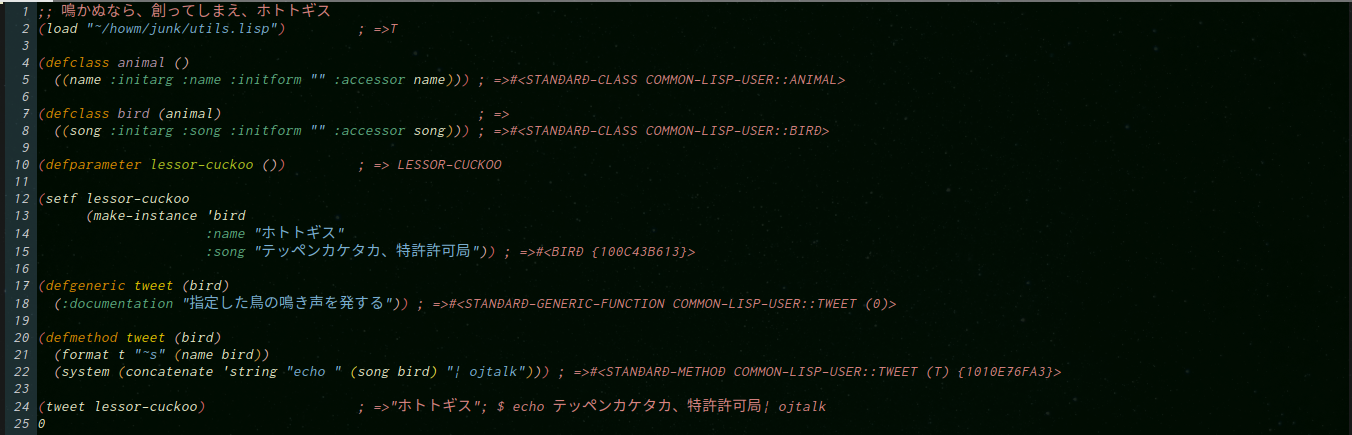 1 ;; 鳴かぬなら、創ってしまえ、ホトトギス
2 (load "~/howm/junk/utils.lisp") ; =>T
3
4 (defclass animal ()
5 ((name :initarg :name :initform "" :accessor name))) ; =>#<STANDARD-CLASS COMMON-LISP-USER::ANIMAL>
6
7 (defclass bird (animal) ; =>
8 ((song :initarg :song :initform "" :accessor song))) ; =>#<STANDARD-CLASS COMMON-LISP-USER::BIRD>
9
10 (defparameter lessor-cuckoo ()) ; => LESSOR-CUCKOO
11
12 (setf lessor-cuckoo
13 (make-instance 'bird
14 :name "ホトトギス"
15 :song "テッペンカケタカ、特許許可局")) ; =>#<BIRD {100C43B613}>
16
17 (defgeneric tweet (bird)
18 (:documentation "指定した鳥の鳴き声を発する")) ; =>#<STANDARD-GENERIC-FUNCTION COMMON-LISP-USER::TWEET (0)>
19
20 (defmethod tweet (bird)
21 (format t "~s" (name bird))
22 (system (concatenate 'string "echo " (song bird) "¦ ojtalk"))) ; =>#<STANDARD-METHOD COMMON-LISP-USER::TWEET (T) {1010E76FA3}>
23
24 (tweet lessor-cuckoo) ; =>"ホトトギス"; $ echo テッペンカケタカ、特許許可局¦ ojtalk
25 0